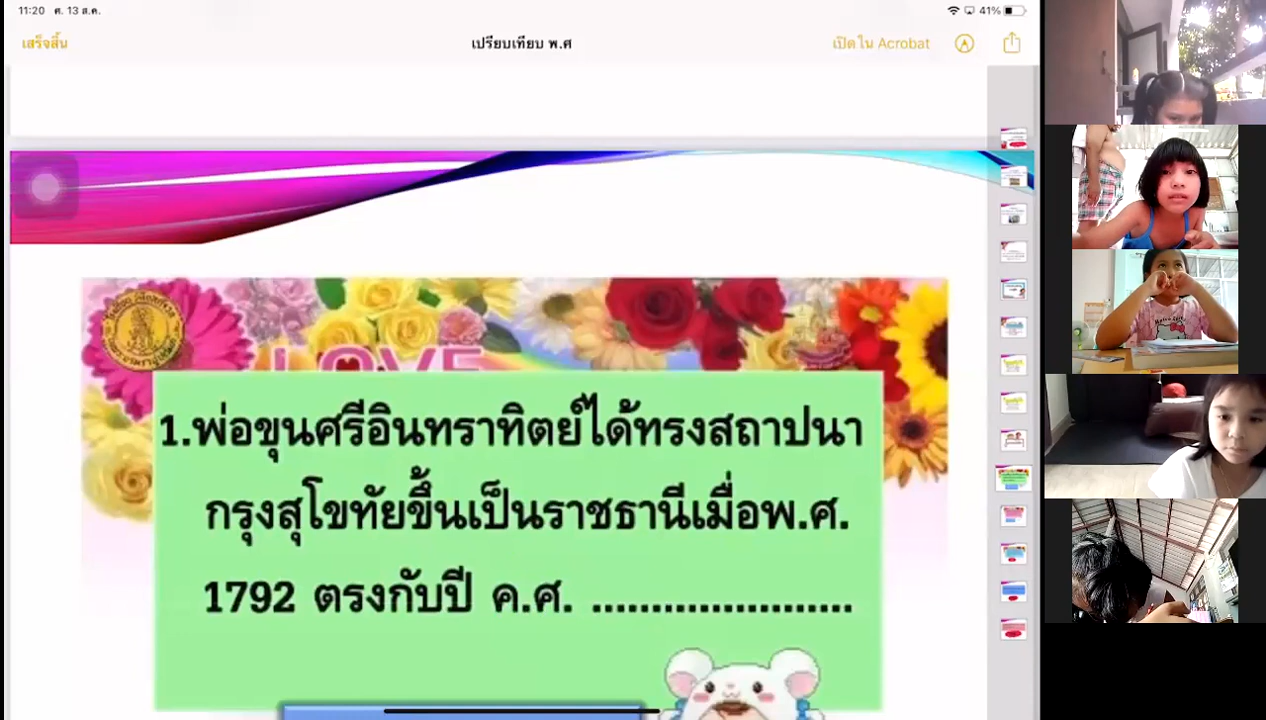 11:20 ศ. 13 ส.ค.
41%
เสร็จสิ้น
เปรียบเทียบ พ.ศ
เปิดใน Acrobat
LOVE
1.พ่อขุนศรีอินทราทิตย์ได้ทรงสถาปนา
กรุงสุโขทัยขึ้นเป็นราชธานีเมื่อพ.ศ.
1792 ตรงกับปี ค.ศ. ......................